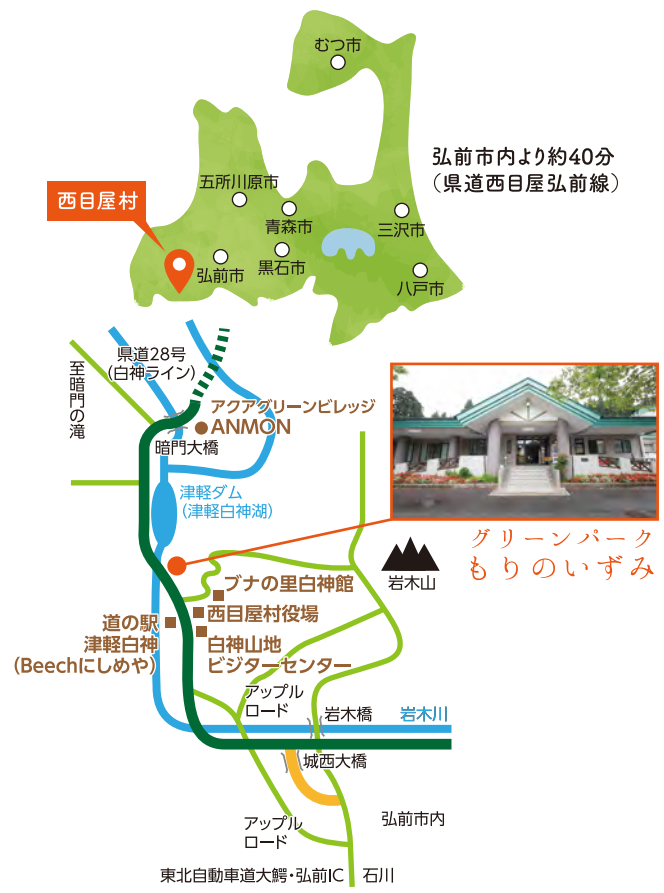 むつ市
弘前市内より約40分
（県道西目屋弘前線）
五所川原市
西目屋村
青森市
三沢市
弘前市
黒石市
八戸市
県道28号
(白神ライン)
至暗門の滝
アクアグリーンビレッジ
ANMON
暗門大橋
津軽ダム
(津軽白神湖)
グリーンパーク
もりのいずみ
岩木山
ブナの里白神館
西目屋村役場
道の駅
津軽白神
(Beechにしめや)
白神山地
ビジターセンター
アップル
ロード
岩木橋
岩木川
城西大橋
弘前市内
アップル
ロード
東北自動車道大鰐・弘前IC
石川